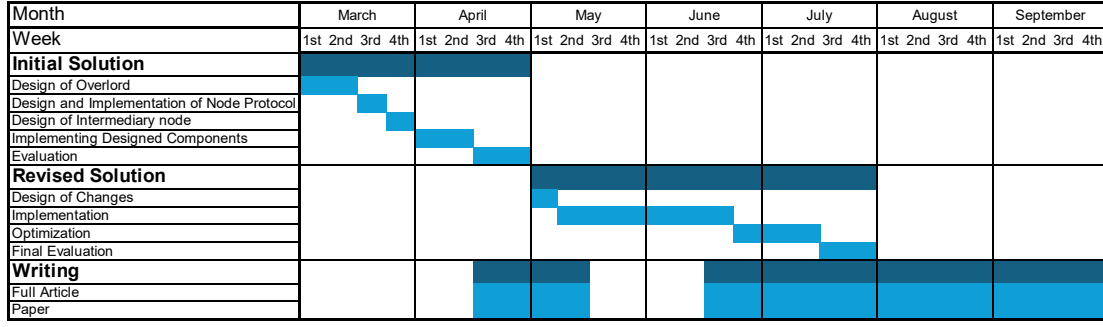 Month March April May June July August September
Week 1st 2nd 3rd 4th 1st 2nd 3rd 4th 1st 2nd 3rd 4th 1st 2nd 3rd 4th 1st 2nd 3rd 4th 1st 2nd 3rd 4th 1st 2nd 3rd 4th
Initial Solution
Design of Overlord
Design and Implementation of Node Protocol
Design of Intermediary node
Implementing Designed Components
Evaluation
Revised Solution
Design of Changes
Implementation
Optimization
Final Evaluation
Writing
Full Article
Paper